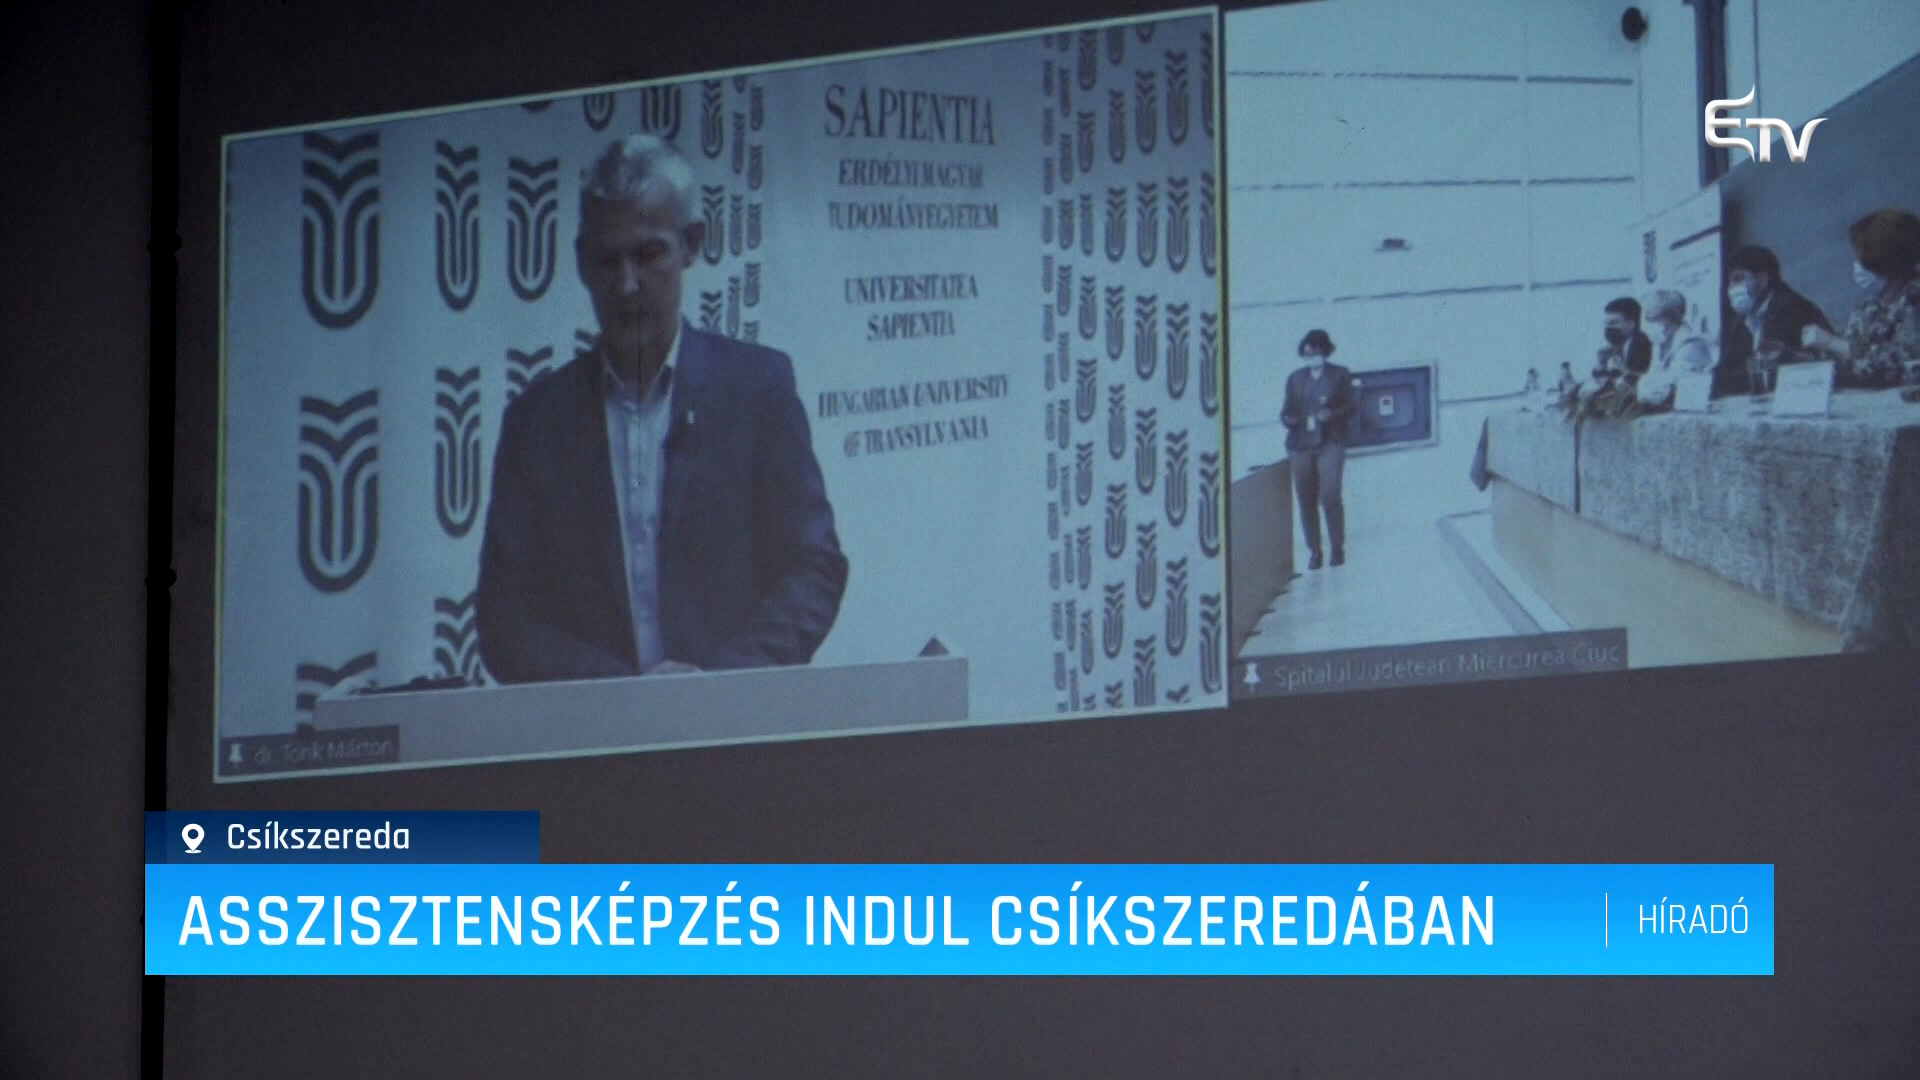 SAPIENTIA
ERDÉLYI MAGYAR
TUDOMÁNYEGYETEM
UNIVERSITATEA
SAPIENTIA
HUNGARIAN UNIVERSITY
OF TRANSYLVANIA
ETV
dr. Tonk Márton
Spitalul Judetean Miercurea Ciuc
Csíkszereda
ASSZISZTENSKÉPZÉS INDUL CSÍKSZEREDÁBAN
HÍRADÓ